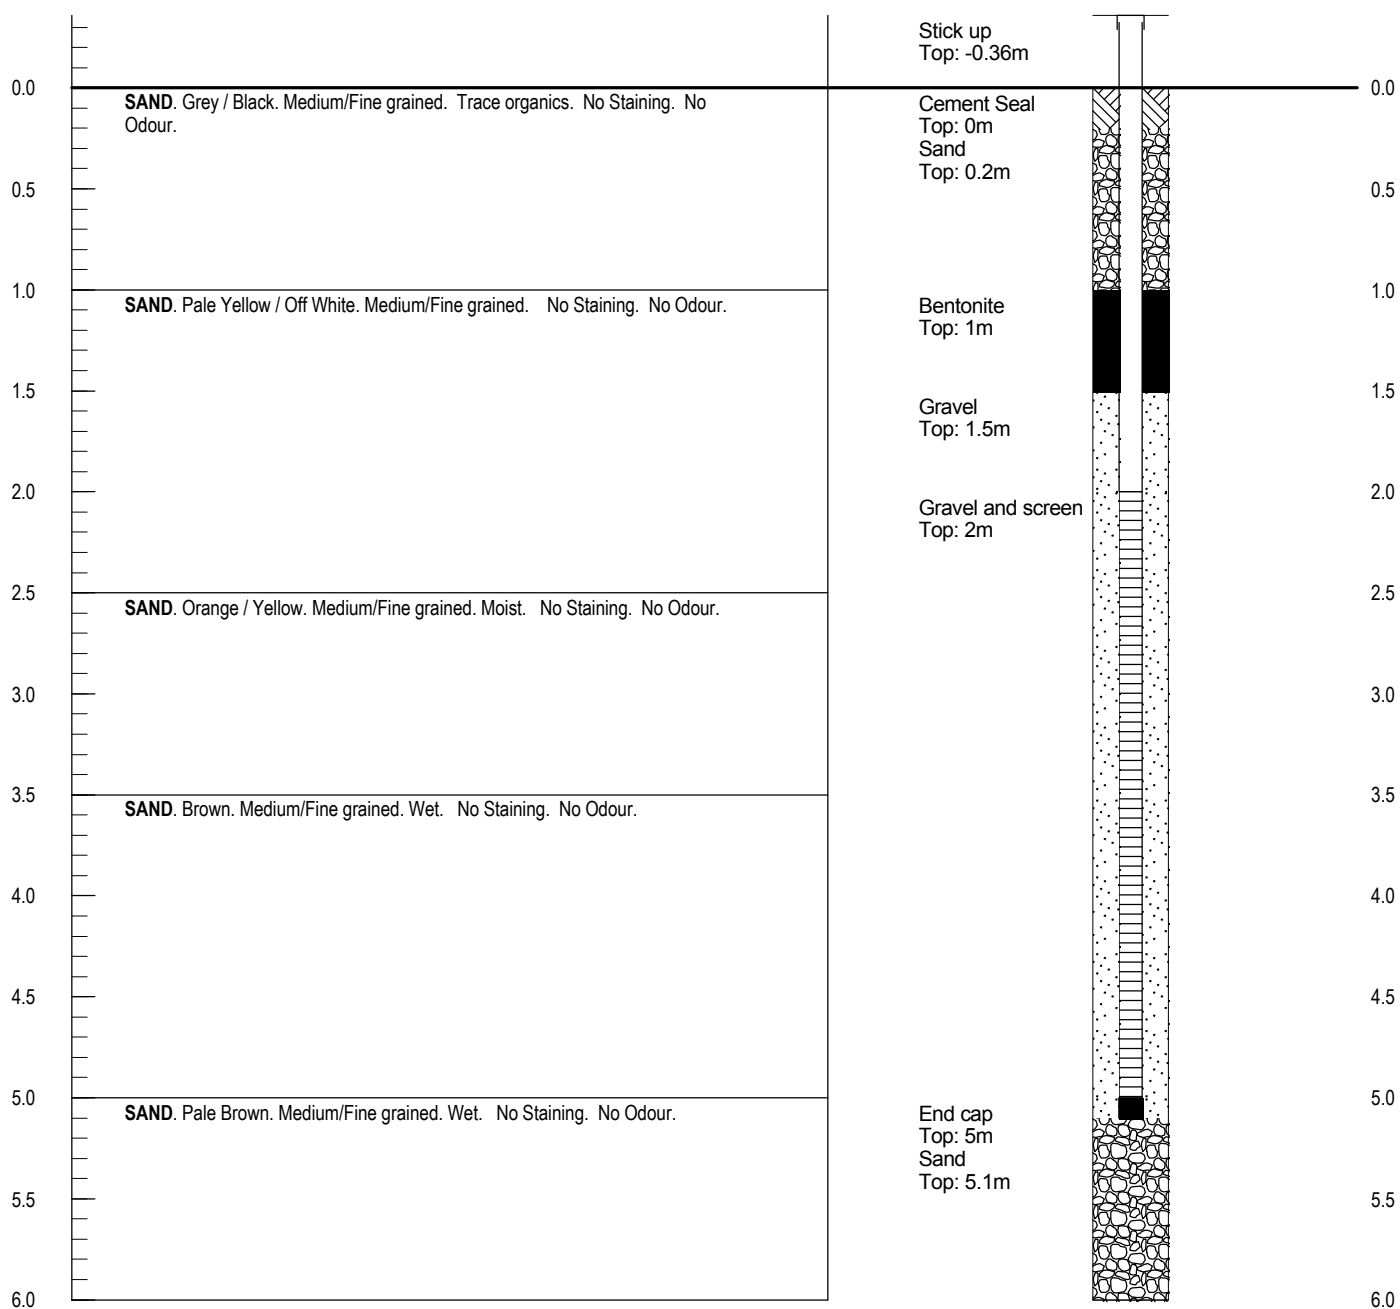 Stick up
Top: -0.36m
0.0
0.0
SAND. Grey / Black. Medium/Fine grained. Trace organics. No Staining. No
Odour.
Cement Seal
Top: 0m
Sand
Top: 0.2m
0.5
0.5
1.0
1.0
SAND. Pale Yellow / Off White. Medium/Fine grained. No Staining. No Odour.
Bentonite
Top: 1m
1.5
1.5
Gravel
Top: 1.5m
2.0
2.0
Gravel and screen
Top: 2m
2.5
2.5
SAND. Orange / Yellow. Medium/Fine grained. Moist. No Staining. No Odour.
3.0
3.0
3.5
3.5
SAND. Brown. Medium/Fine grained. Wet. No Staining. No Odour.
4.0
4.0
4.5
4.5
5.0
5.0
SAND. Pale Brown. Medium/Fine grained. Wet. No Staining. No Odour.
End cap
Top: 5m
Sand
Top: 5.1m
5.5
5.5
6.0
6.0